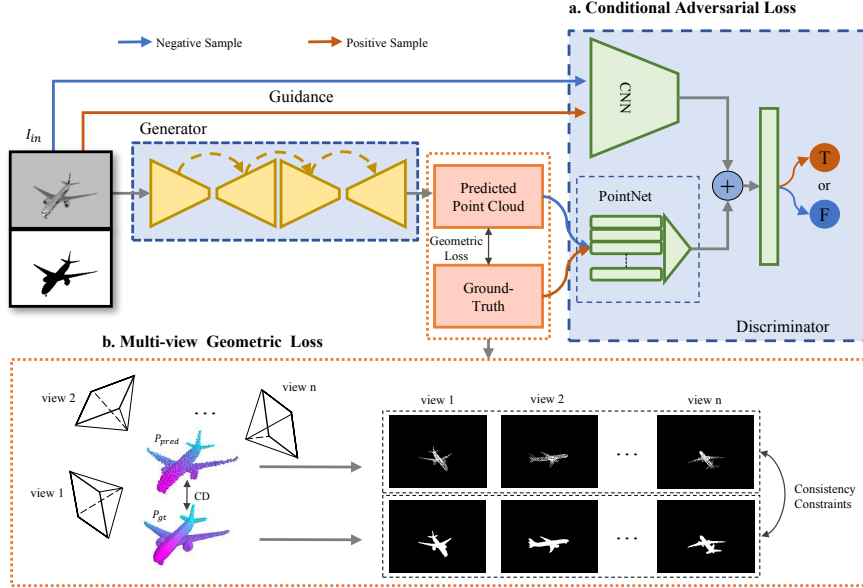 a. Conditional Adversarial Loss
Negative Sample
Positive Sample
Guidance
I_in
Generator
CNN
Predicted
Point Cloud
Geometric
Loss
Ground-
Truth
PointNet
+
T
or
F
Discriminator
b. Multi-view Geometric Loss
view 2
...
view n
P_pred
view 1
CD
P_gt
view 1
view 2
view n
...
...
Consistency
Constraints